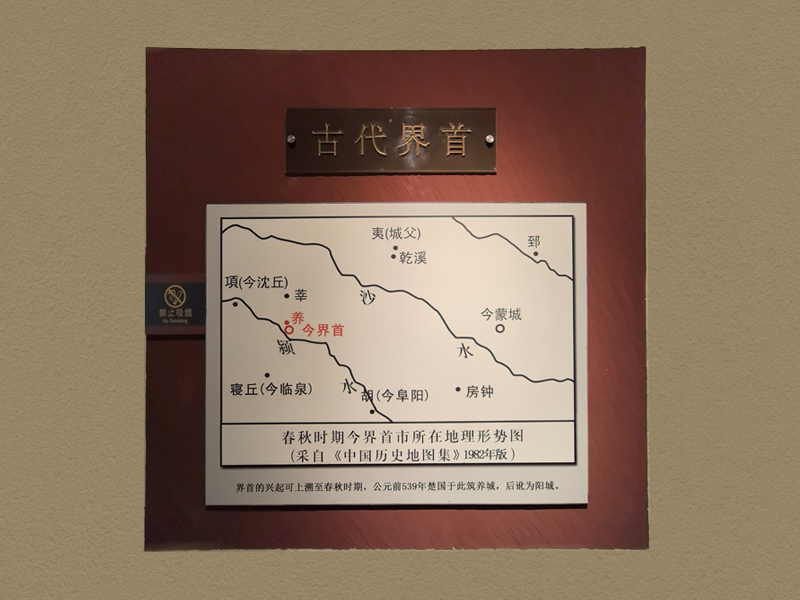 古代界首
夷(城父)
乾溪
郢
項(今沈丘)
莘
沙
养
今界首
今蒙城
颍
水
寝丘(今临泉)
水
胡(今阜阳)
房钟
春秋时期今界首市所在地理形势图
(采自《中国历史地图集》1982年版)
界首的兴起可上溯至春秋时期，公元前539年楚国于此筑养城，后讹为阳城。
禁止吸烟
No Smoking